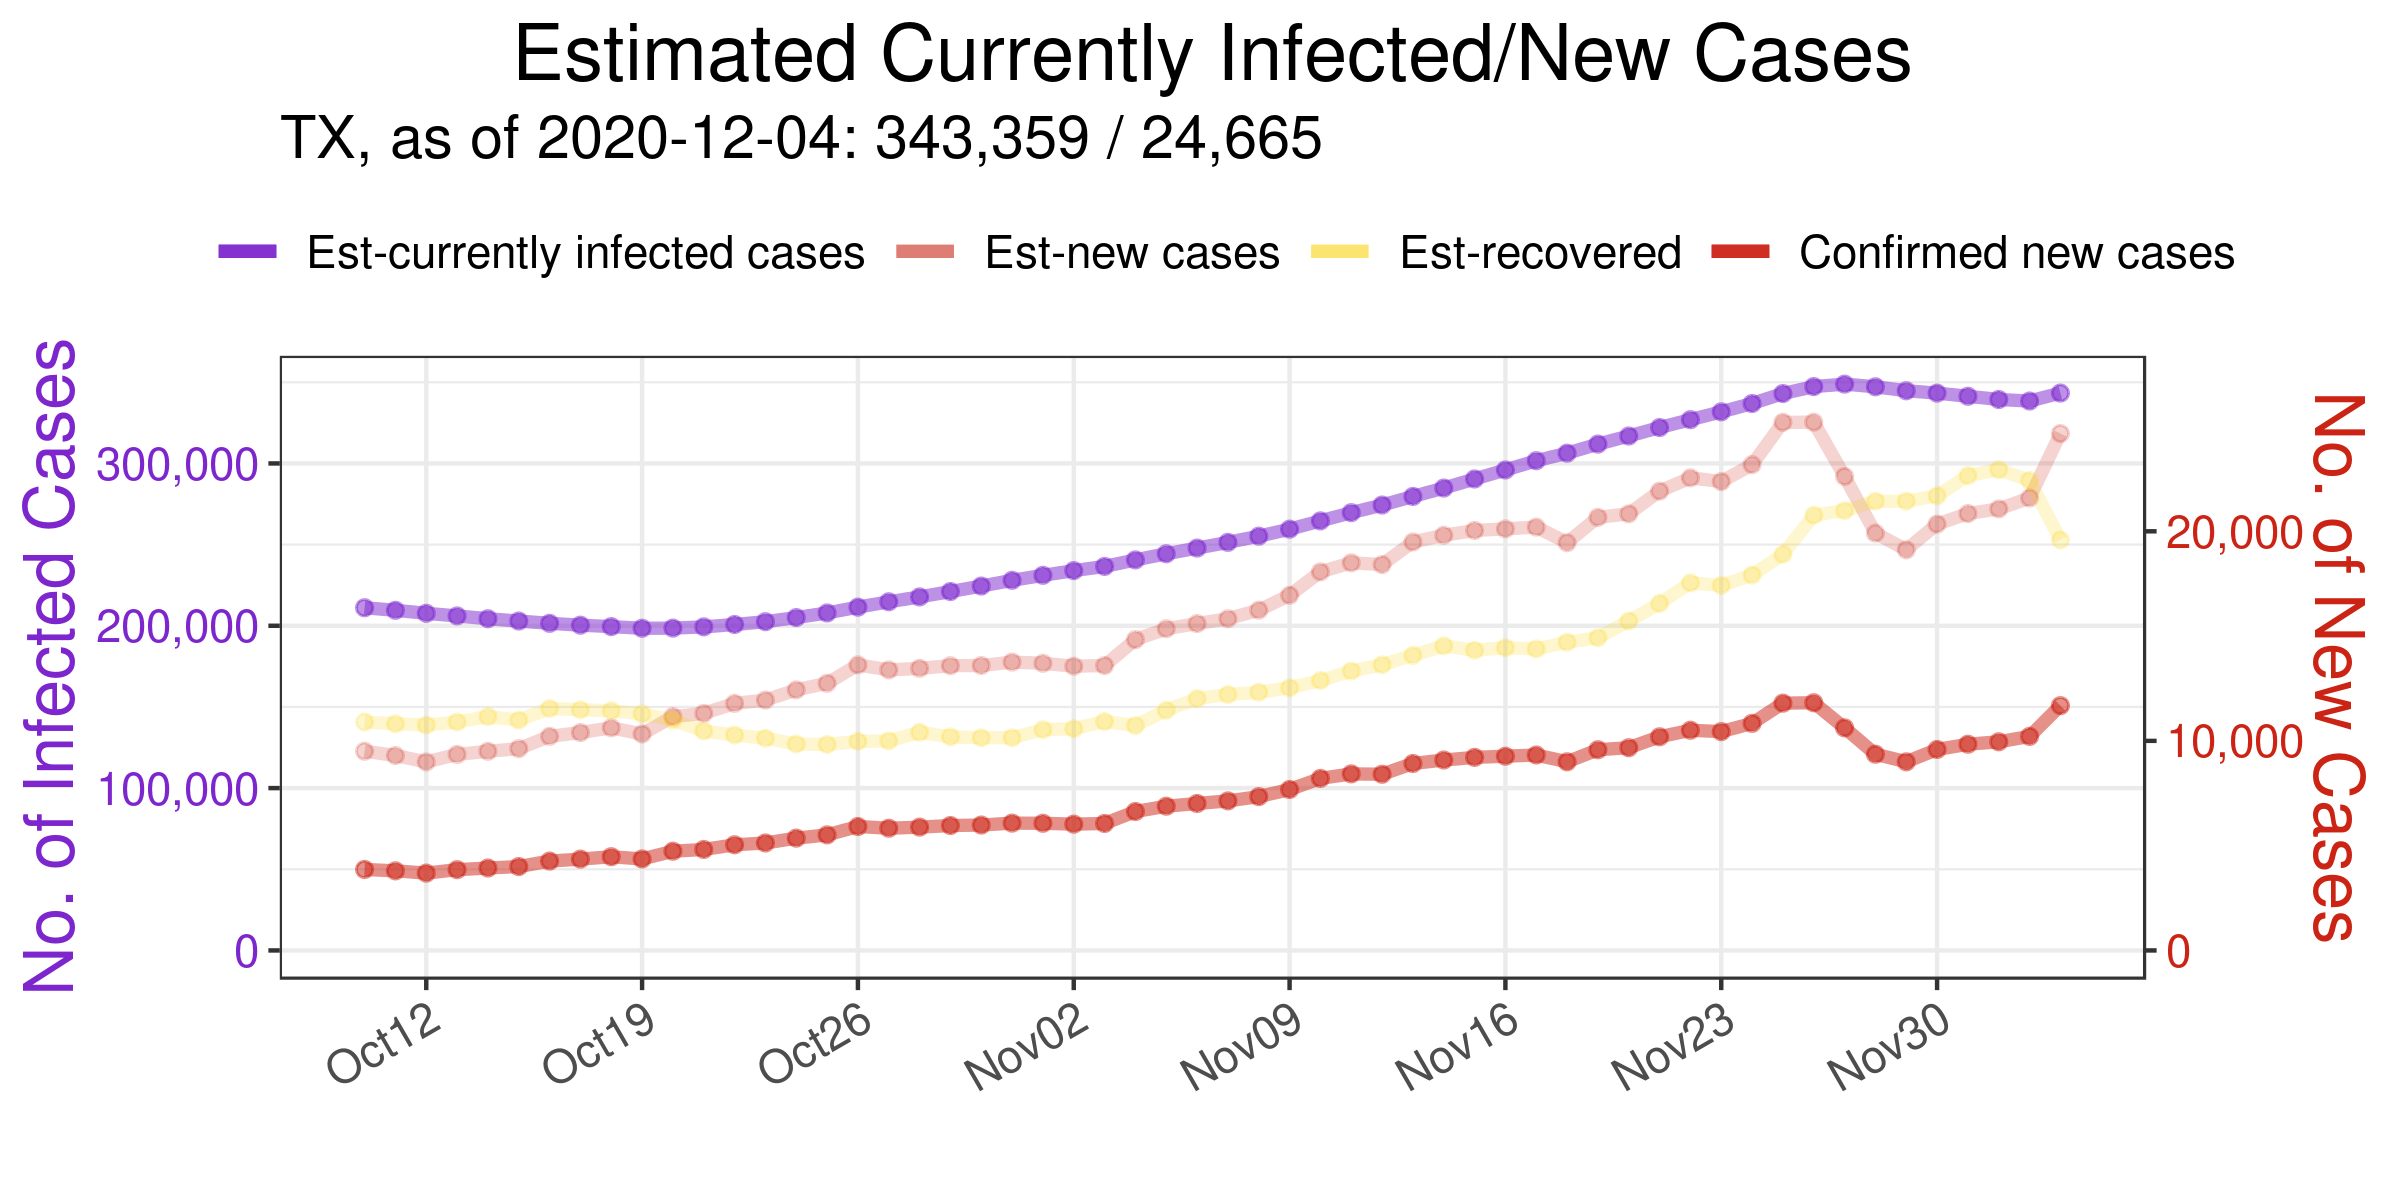 Estimated Currently Infected/New Cases
TX, as of 2020-12-04: 343,359 / 24,665
Est-currently infected cases Est-new cases Est-recovered Confirmed new cases
No. of Infected Cases
300,000
200,000
100,000
0
20,000
10,000
0
No. of New Cases
Oct12 Oct19 Oct26 Nov02 Nov09 Nov16 Nov23 Nov30